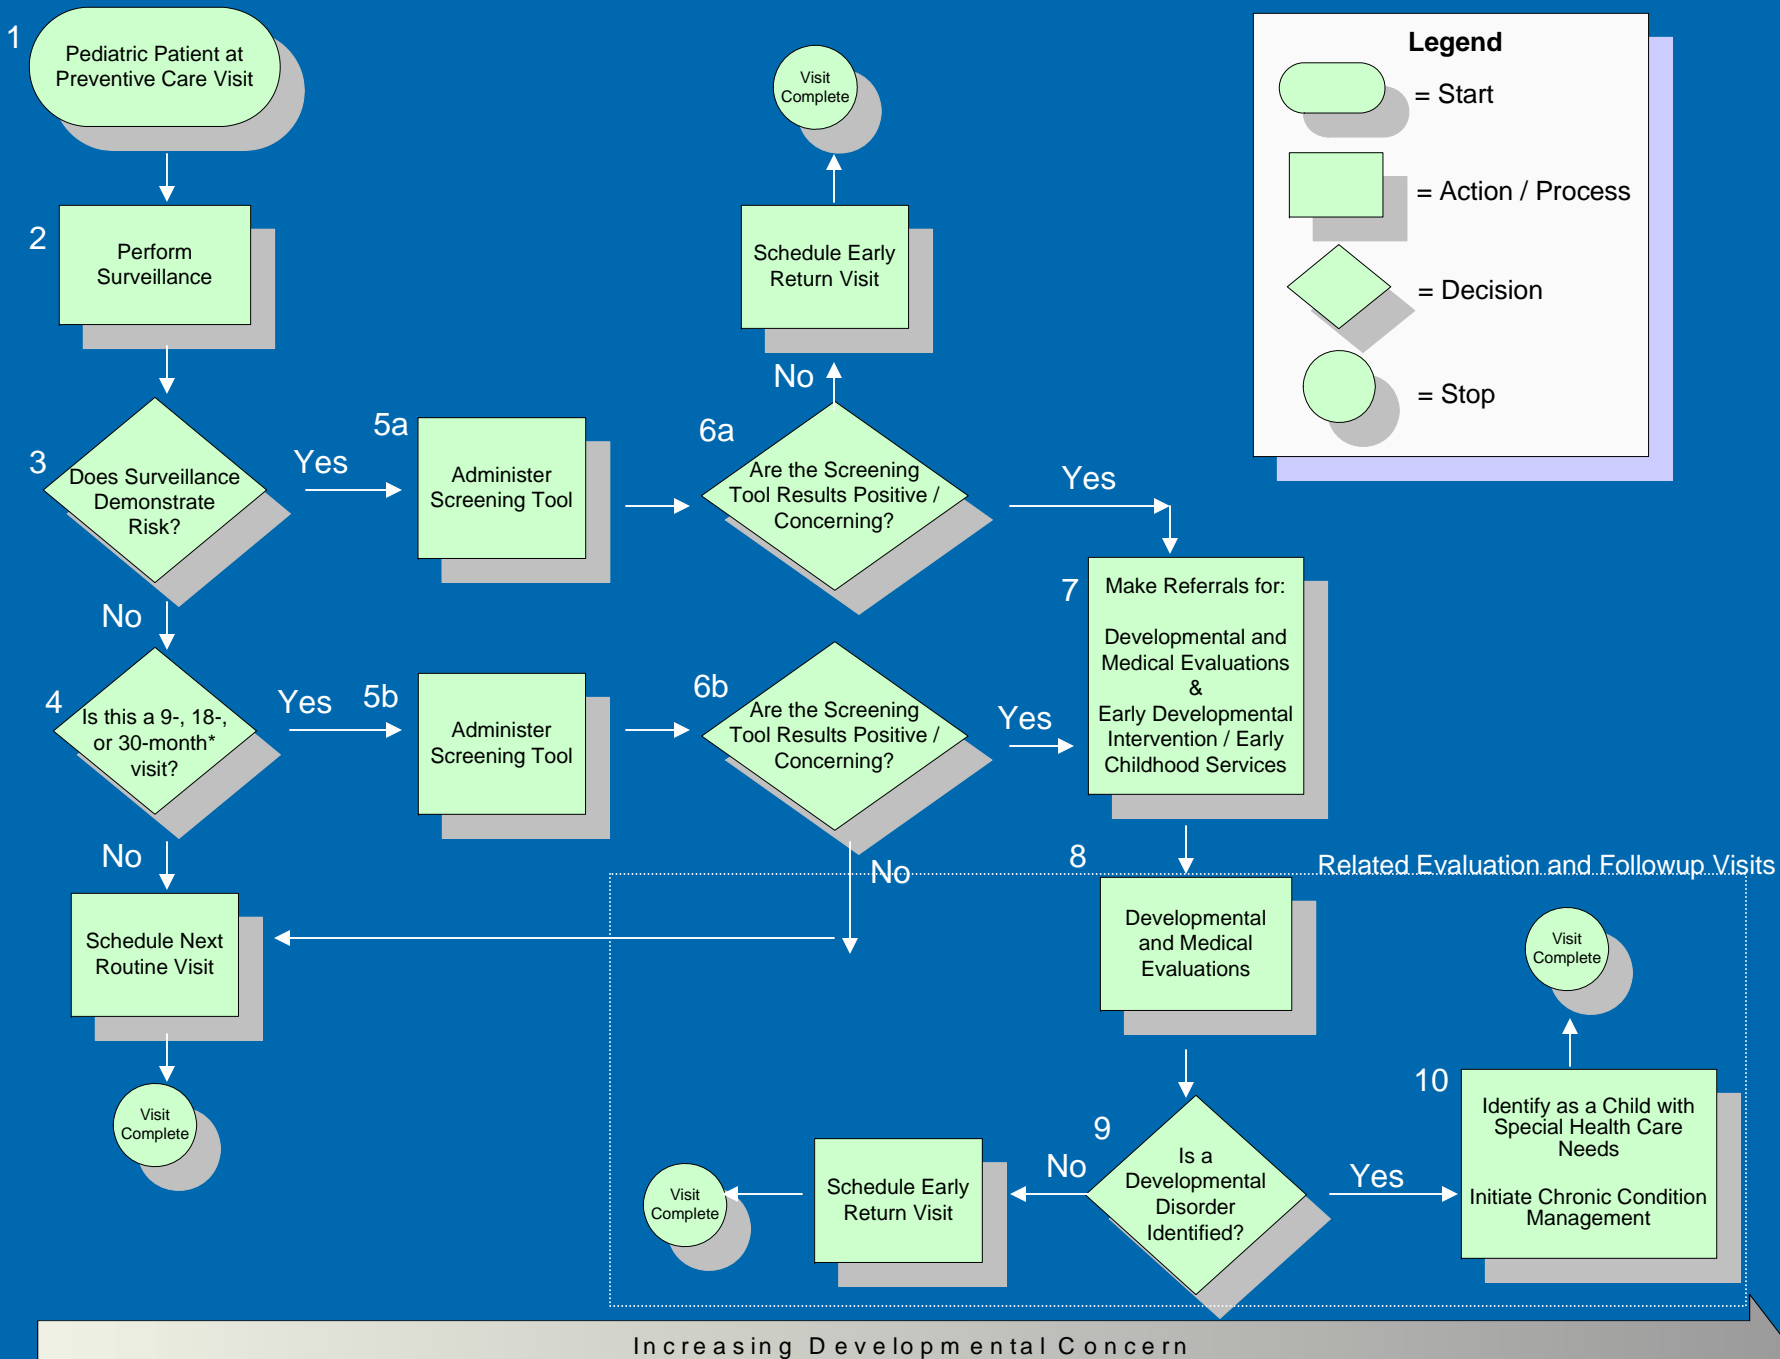 1
Pediatric Patient at
Preventive Care Visit
Visit
Complete
Legend
= Start
= Action / Process
= Decision
= Stop
2
Perform
Surveillance
Schedule Early
Return Visit
No
3
Does Surveillance
Demonstrate
Risk?
Yes
5a
Administer
Screening Tool
6a
Are the Screening
Tool Results Positive /
Concerning?
Yes
No
4
Is this a 9-, 18-,
or 30-month*
visit?
Yes
5b
Administer
Screening Tool
6b
Are the Screening
Tool Results Positive /
Concerning?
Yes
7
Make Referrals for:
Developmental and
Medical Evaluations
&
Early Developmental
Intervention / Early
Childhood Services
No
No
Schedule Next
Routine Visit
Visit
Complete
8
Related Evaluation and Followup Visits
Developmental
and Medical
Evaluations
Visit
Complete
9
Is a
Developmental
Disorder
Identified?
No
Schedule Early
Return Visit
Visit
Complete
Yes
10
Identify as a Child with
Special Health Care
Needs
Initiate Chronic Condition
Management
Increasing Developmental Concern